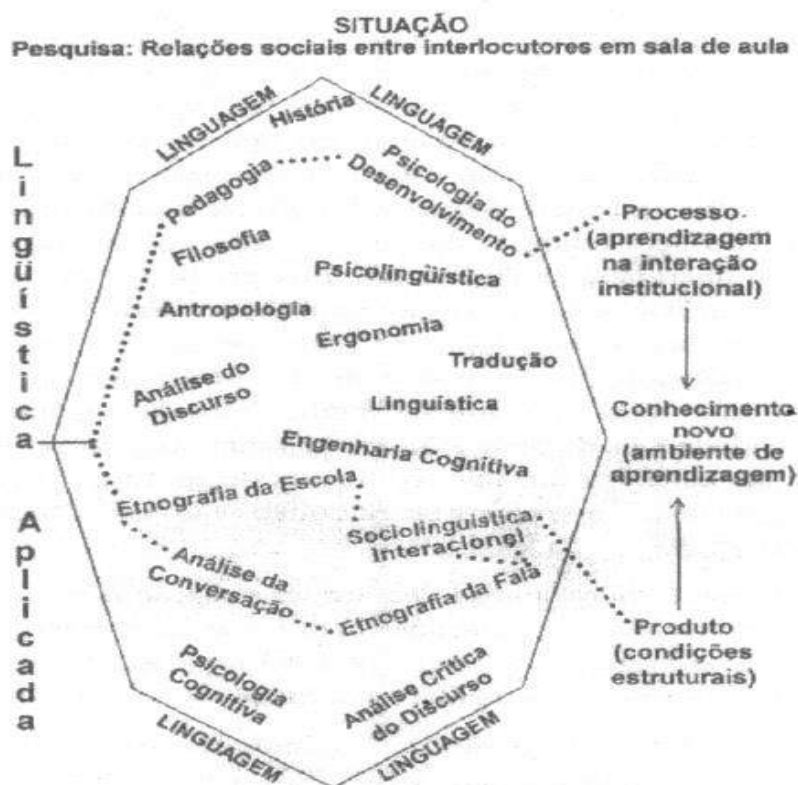 SITUAÇÃO
Pesquisa: Relações sociais entre interlocutores em sala de aula
LINGUAGEM
LINGUAGEM
História
Pedagogia
Psicologia do
Desenvolvimento
Filosofia
Psicolingüística
Antropologia
Ergonomia
Tradução
Análise do
Discurso
Linguística
Engenharia Cognitiva
Etnografia da Escola
Sociolinguistica
Interacional
Análise da
Conversação
Etnografia da Fala
Psicologia
Cognitiva
Análise Crítica
do Discurso
LINGUAGEM
LINGUAGEM
Lingüística
Aplicada
Processo
(aprendizagem
na interação
institucional)
Conhecimento
novo
(ambiente de
aprendizagem)
Produto
(condições
estruturais)